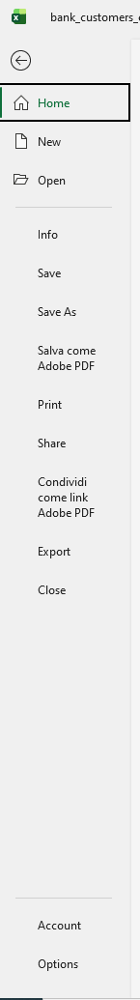 bank_customers_
Home
New
Open
Info
Save
Save As
Salva come
Adobe PDF
Print
Share
Condividi
come link
Adobe PDF
Export
Close
Account
Options